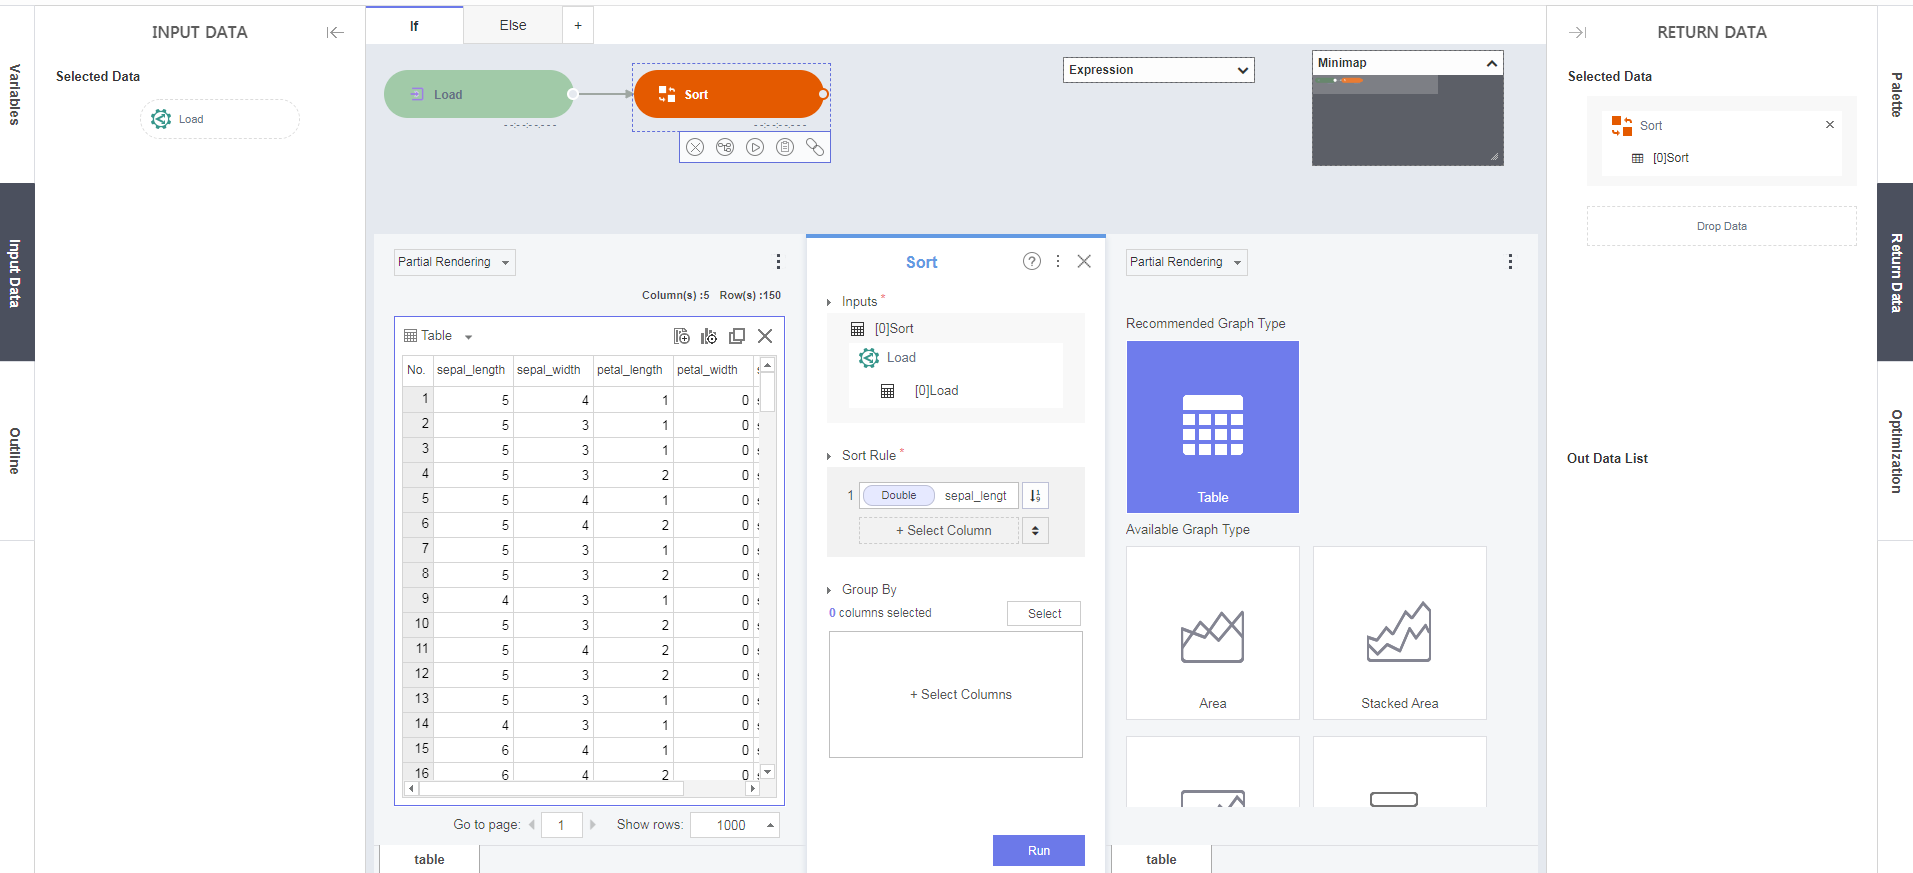 Variables
Input Data
Outline
INPUT DATA
Selected Data
Load
If
Else
+
Load
--:--:--.---
Sort
--:--:--.---
Expression
Minimap
Partial Rendering
Column(s) :5 Row(s) :150
Table
No. sepal_length sepal_width petal_length petal_width
1 5 4 1 0
2 5 3 1 0
3 5 3 1 0
4 5 3 2 0
5 5 4 1 0
6 5 4 2 0
7 5 3 1 0
8 5 3 2 0
9 4 3 1 0
10 5 3 2 0
11 5 4 2 0
12 5 3 2 0
13 5 3 1 0
14 4 3 1 0
15 6 4 1 0
16 6 4 2 0
Go to page: 1 Show rows: 1000
table
Sort
?
Inputs *
[0]Sort
Load
[0]Load
Sort Rule *
1 Double sepal_lengt
+ Select Column
Group By
0 columns selected
Select
+ Select Columns
Run
Partial Rendering
Recommended Graph Type
Table
Available Graph Type
Area
Stacked Area
table
RETURN DATA
Selected Data
Sort
[0]Sort
Drop Data
Out Data List
Palette
Return Data
Optimization